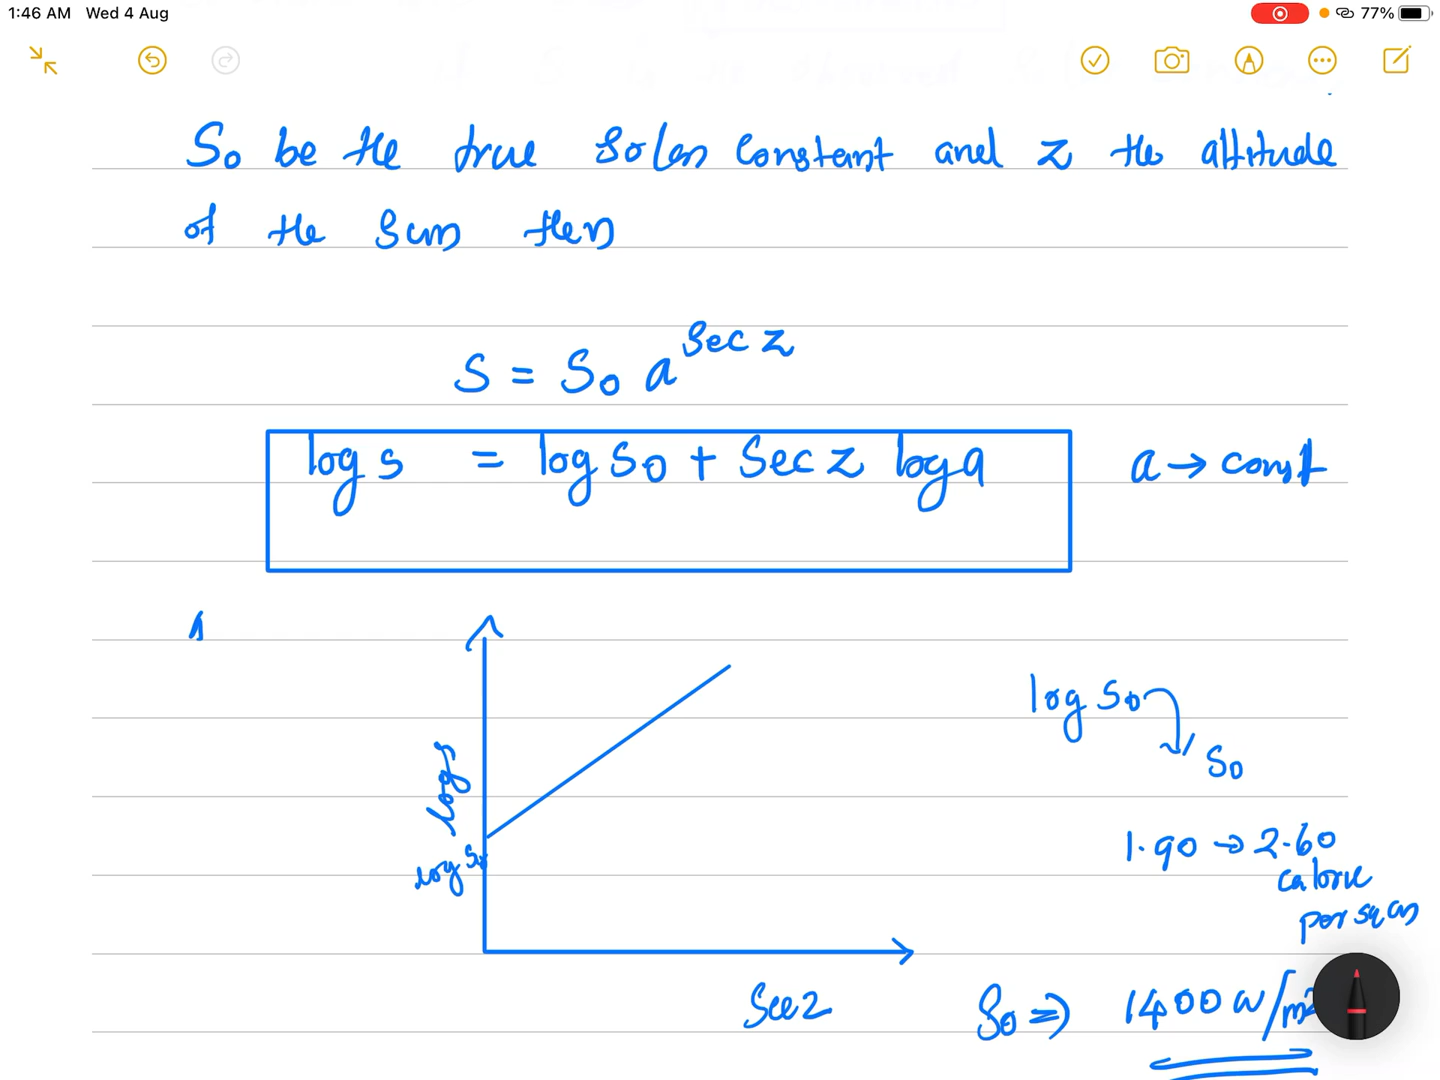 1:46 AM Wed 4 Aug 77%
So be the true Solar Constant and z the altitude
of the Sun then
S = So a^Sec z
log s = log So + Sec z log a
a → const
log s
log So
Sec z
log So
So
1.90 → 2.60
calorie
per sq cm
So ⇒ 1400 W/m2